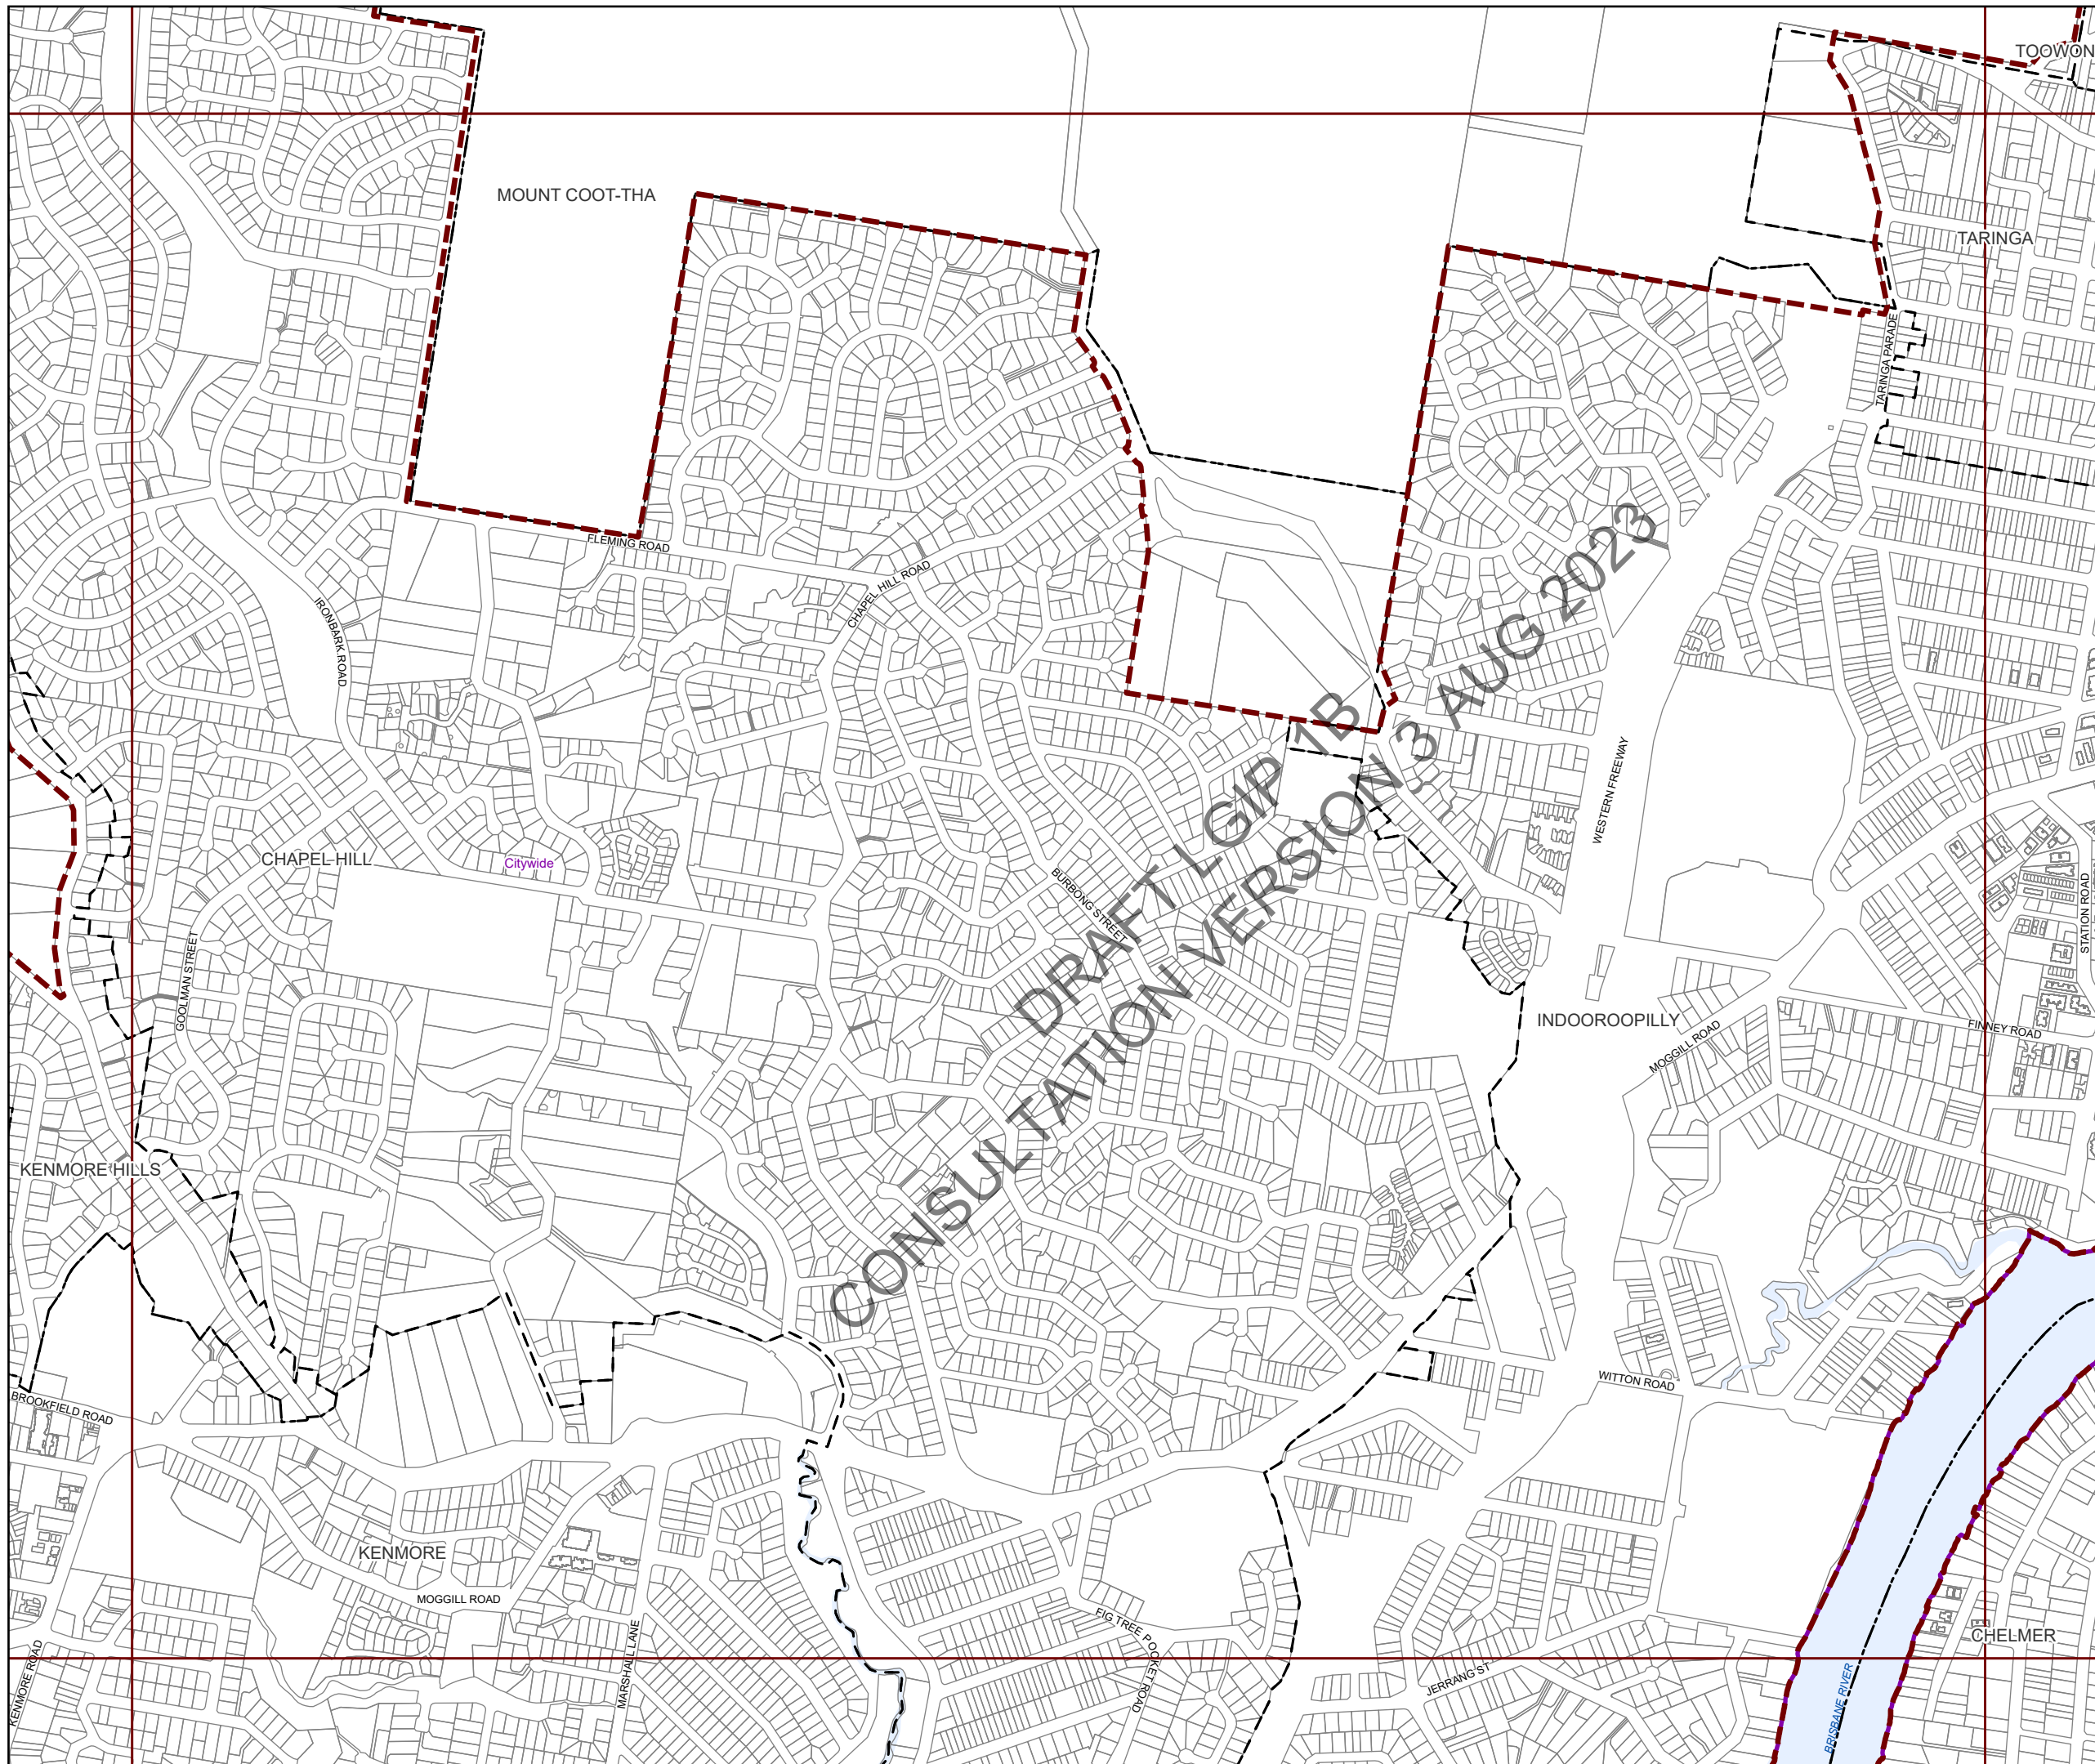 TOOWON
MOUNT COOT-THA
TARINGA
TARINGA PARADE
FLEMING ROAD
CHAPEL HILL ROAD
IRONBARK ROAD
WESTERN FREEWAY
CHAPEL HILL
Citywide
BURBONG STREET
STATION ROAD
GOOLMAN STREET
DRAFT LGIP 1B
CONSULTATION VERSION 3 AUG 2023
INDOOROOPILLY
FINNEY ROAD
MOGGILL ROAD
KENMORE HILLS
WITTON ROAD
BROOKFIELD ROAD
KENMORE
MOGGILL ROAD
FIG TREE POCKET ROAD
MARSHALL LANE
CHELMER
KENMORE ROAD
JERRANG ST
BRISBANE RIVER